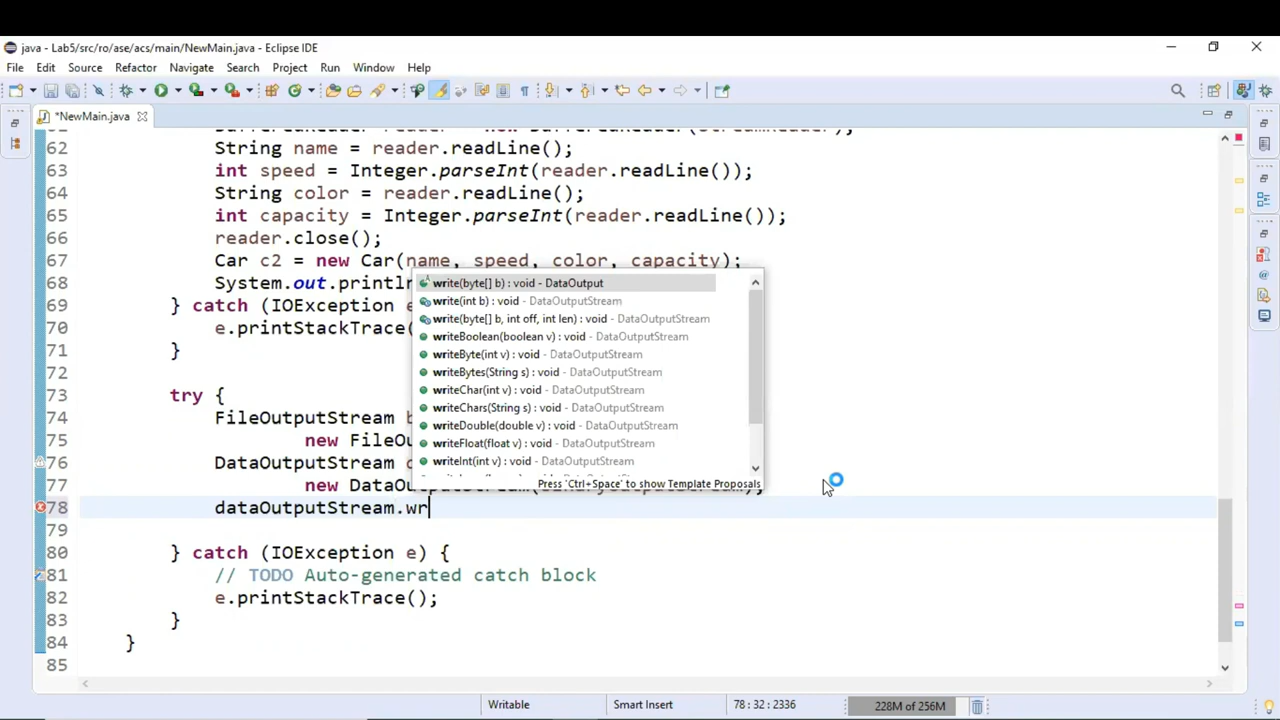 java - Lab5/src/ro/ase/acs/main/NewMain.java - Eclipse IDE
File Edit Source Refactor Navigate Search Project Run Window Help
*NewMain.java
62 String name = reader.readLine();
63 int speed = Integer.parseInt(reader.readLine());
64 String color = reader.readLine();
65 int capacity = Integer.parseInt(reader.readLine());
66 reader.close();
67 Car c2 = new Car(name, speed, color, capacity);
68 System.out.println
69 } catch (IOException e
70 e.printStackTrace(
71 }
72
73 try {
74 FileOutputStream
75 new FileOu
76 DataOutputStream
77 new DataOutputStream(binaryOutputStream);
78 dataOutputStream.wr
79
80 } catch (IOException e) {
81 // TODO Auto-generated catch block
82 e.printStackTrace();
83 }
84 }
85
write(byte[] b) : void - DataOutput
write(int b) : void - DataOutputStream
write(byte[] b, int off, int len) : void - DataOutputStream
writeBoolean(boolean v) : void - DataOutputStream
writeByte(int v) : void - DataOutputStream
writeBytes(String s) : void - DataOutputStream
writeChar(int v) : void - DataOutputStream
writeChars(String s) : void - DataOutputStream
writeDouble(double v) : void - DataOutputStream
writeFloat(float v) : void - DataOutputStream
writeInt(int v) : void - DataOutputStream
Press 'Ctrl+Space' to show Template Proposals
Writable Smart Insert 78 : 32 : 2336 228M of 256M